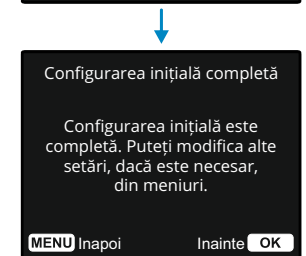 Configurarea inițială completă
Configurarea inițială este
completă. Puteți modifica alte
setări, dacă este necesar,
din meniuri.
MENU Inapoi Inainte OK